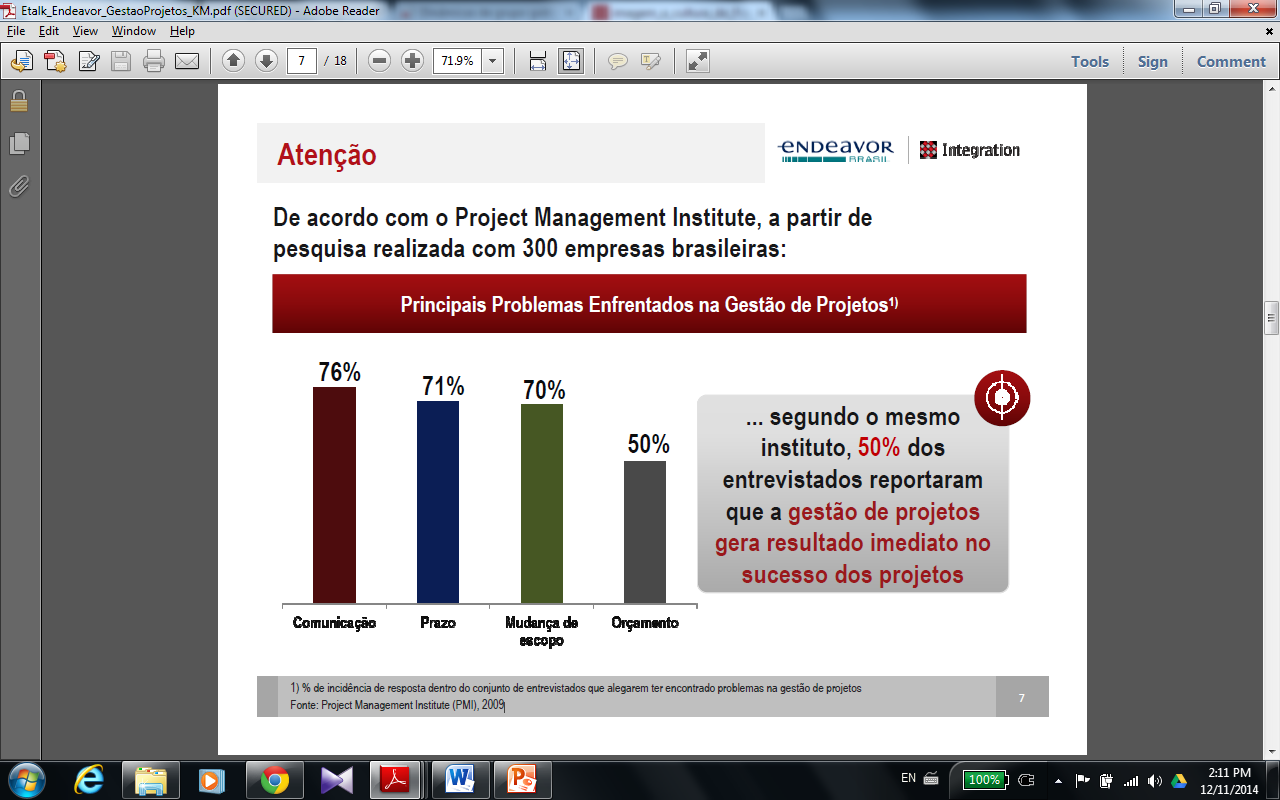 Etalk_Endeavor_GestaoProjetos_KM.pdf (SECURED) - Adobe Reader
File Edit View Window Help
7 / 18 71.9% Tools Sign Comment
Atenção
ENDEAVOR BRASIL Integration
De acordo com o Project Management Institute, a partir de
pesquisa realizada com 300 empresas brasileiras:
Principais Problemas Enfrentados na Gestão de Projetos¹⁾
76%
71%
70%
50%
Comunicação
Prazo
Mudança de
escopo
Orçamento
... segundo o mesmo
instituto, 50% dos
entrevistados reportaram
que a gestão de projetos
gera resultado imediato no
sucesso dos projetos
1) % de incidência de resposta dentro do conjunto de entrevistados que alegarem ter encontrado problemas na gestão de projetos
Fonte: Project Management Institute (PMI), 2009
7
EN 100% 2:11 PM
12/11/2014